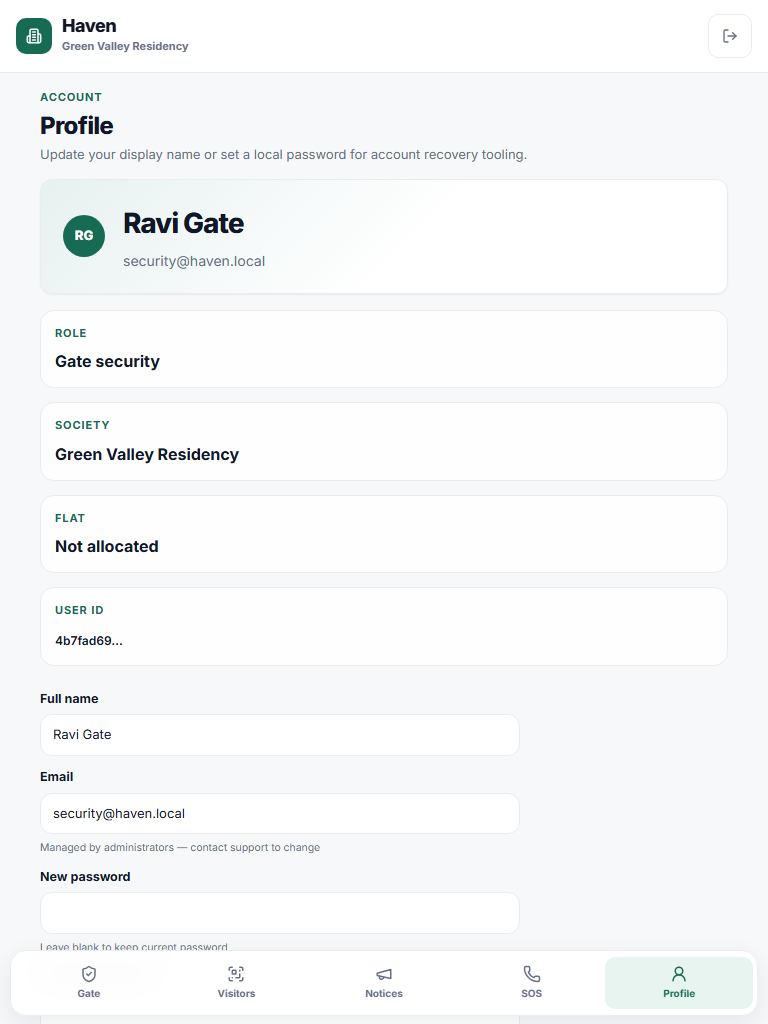 Haven
Green Valley Residency
ACCOUNT
Profile
Update your display name or set a local password for account recovery tooling.
RG
Ravi Gate
security@haven.local
ROLE
Gate security
SOCIETY
Green Valley Residency
FLAT
Not allocated
USER ID
4b7fad69...
Full name
Ravi Gate
Email
security@haven.local
Managed by administrators — contact support to change
New password
Leave blank to keep current password
Gate
Visitors
Notices
SOS
Profile